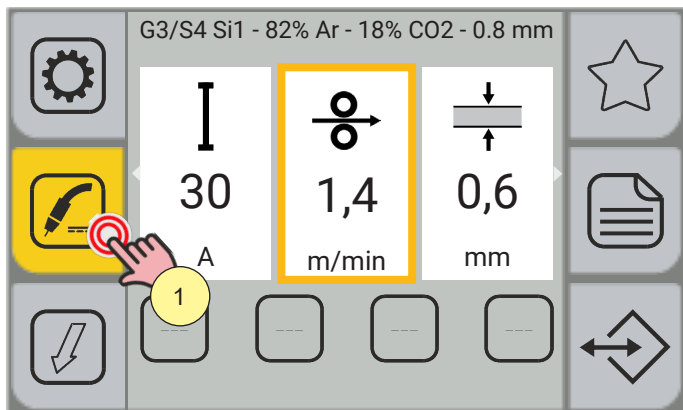 G3/S4 Si1 - 82% Ar - 18% CO2 - 0.8 mm
30 1,4 0,6
A m/min mm
1
--- --- --- ---